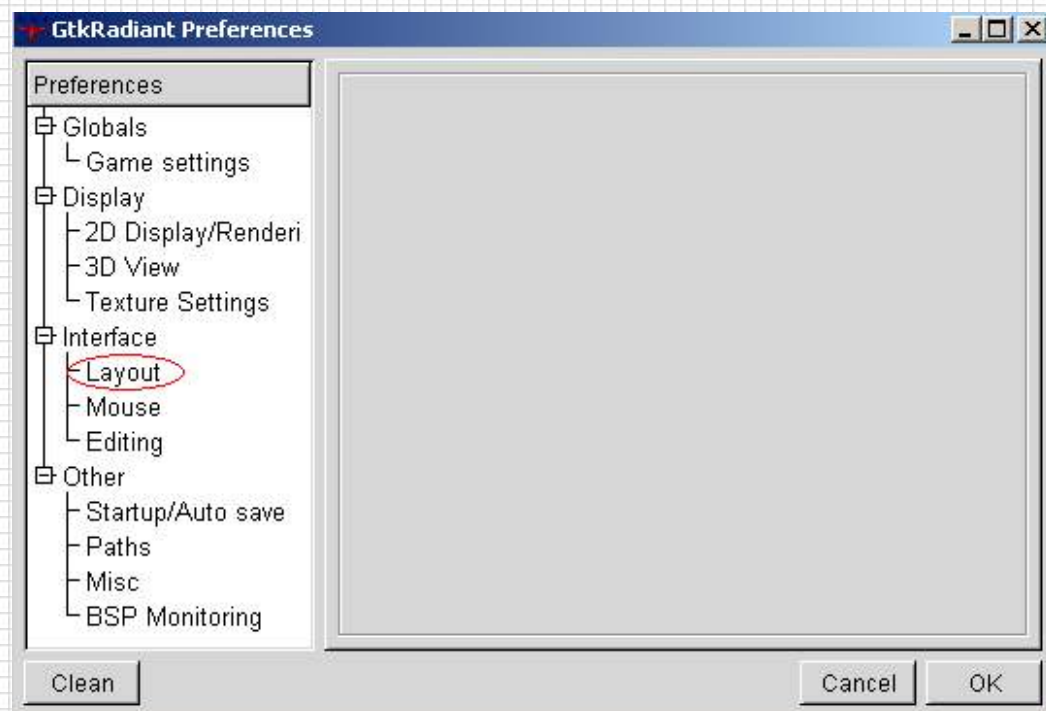 GtkRadiant Preferences
Preferences
Globals
Game settings
Display
2D Display/Renderi
3D View
Texture Settings
Interface
Layout
Mouse
Editing
Other
Startup/Auto save
Paths
Misc
BSP Monitoring
Clean
Cancel
OK